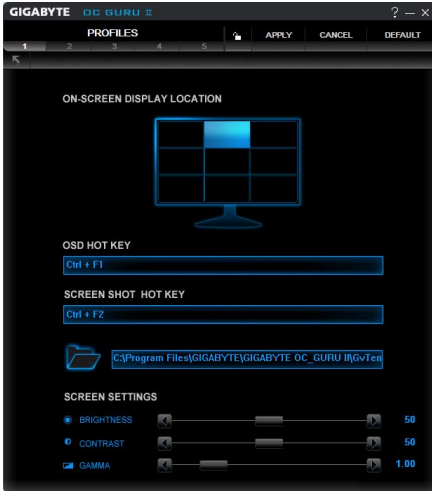 GIGABYTE OC GURU II ? – ×
PROFILES APPLY CANCEL DEFAULT
1 2 3 4 5
ON-SCREEN DISPLAY LOCATION
OSD HOT KEY
Ctrl + F1
SCREEN SHOT HOT KEY
Ctrl + F2
C:\Program Files\GIGABYTE\GIGABYTE OC_GURU II\GvTen
SCREEN SETTINGS
BRIGHTNESS 50
CONTRAST 50
GAMMA 1.00